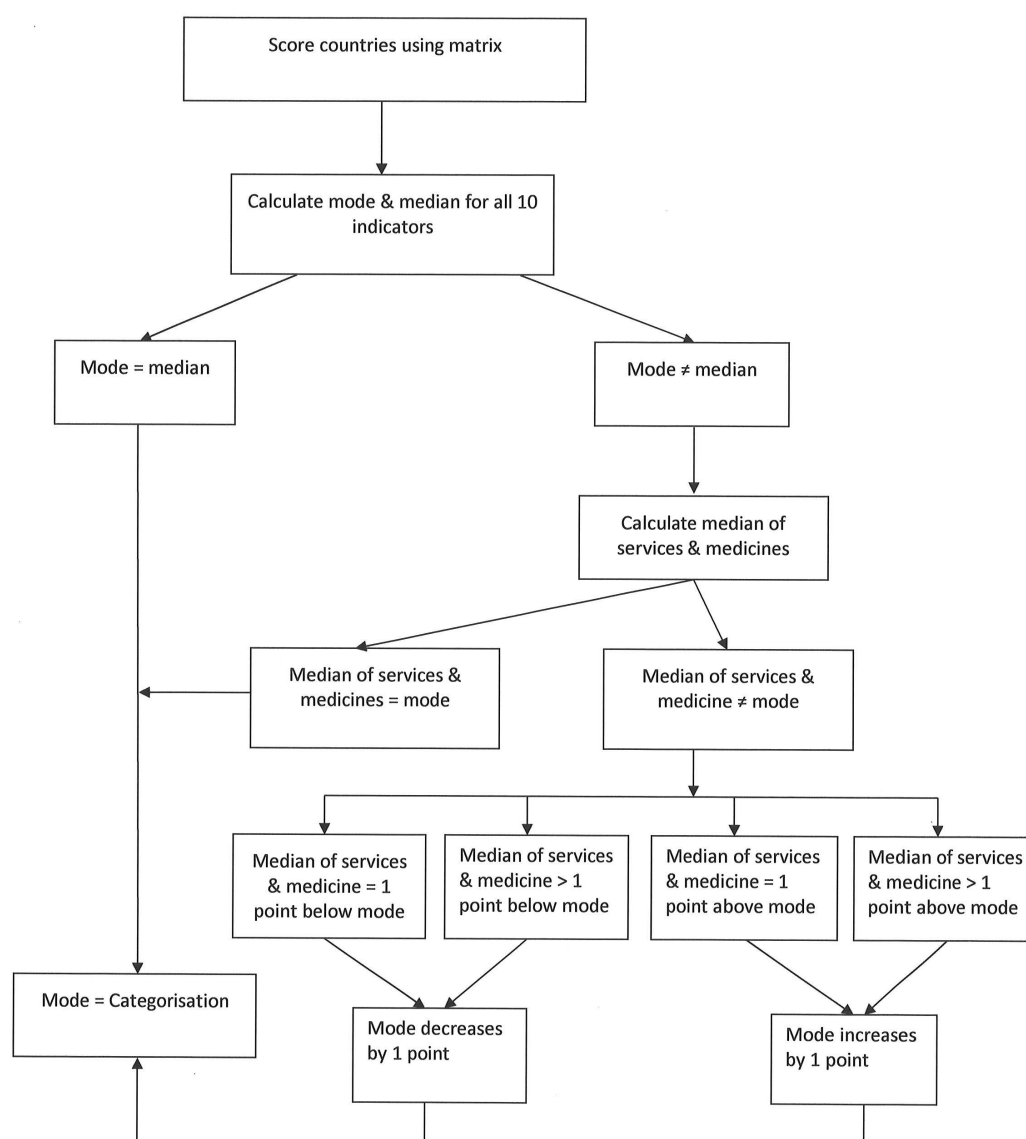 Score countries using matrix
Calculate mode & median for all 10
indicators
Mode = median
Mode ≠ median
Calculate median of
services & medicines
Median of services &
medicines = mode
Median of services &
medicine ≠ mode
Median of services
& medicine = 1
point below mode
Median of services
& medicine > 1
point below mode
Median of services
& medicine = 1
point above mode
Median of services
& medicine > 1
point above mode
Mode = Categorisation
Mode decreases
by 1 point
Mode increases
by 1 point